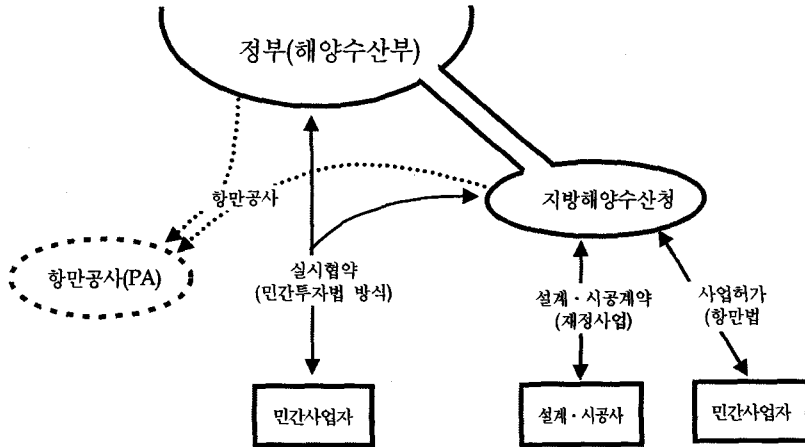 정부(해양수산부)
항만공사
지방해양수산청
항만공사(PA)
실시협약
(민간투자법 방식)
설계·시공계약
(재정사업)
사업허가
(항만법
민간사업자
설계·시공사
민간사업자